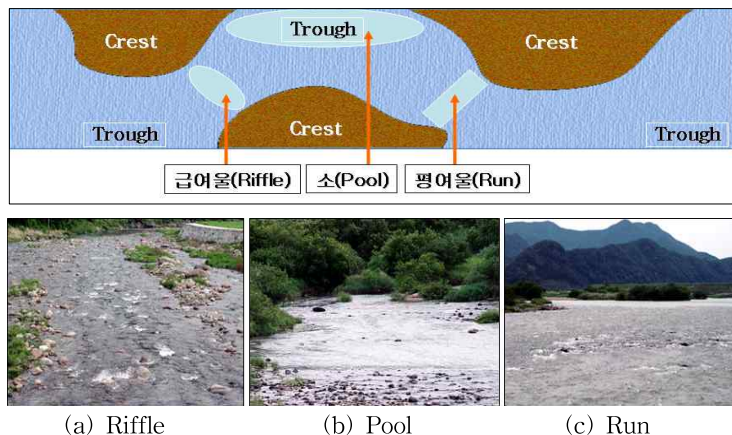 Crest
Trough
Crest
Trough
Crest
Trough
급여울(Riffle)
소(Pool)
평여울(Run)
(a) Riffle
(b) Pool
(c) Run